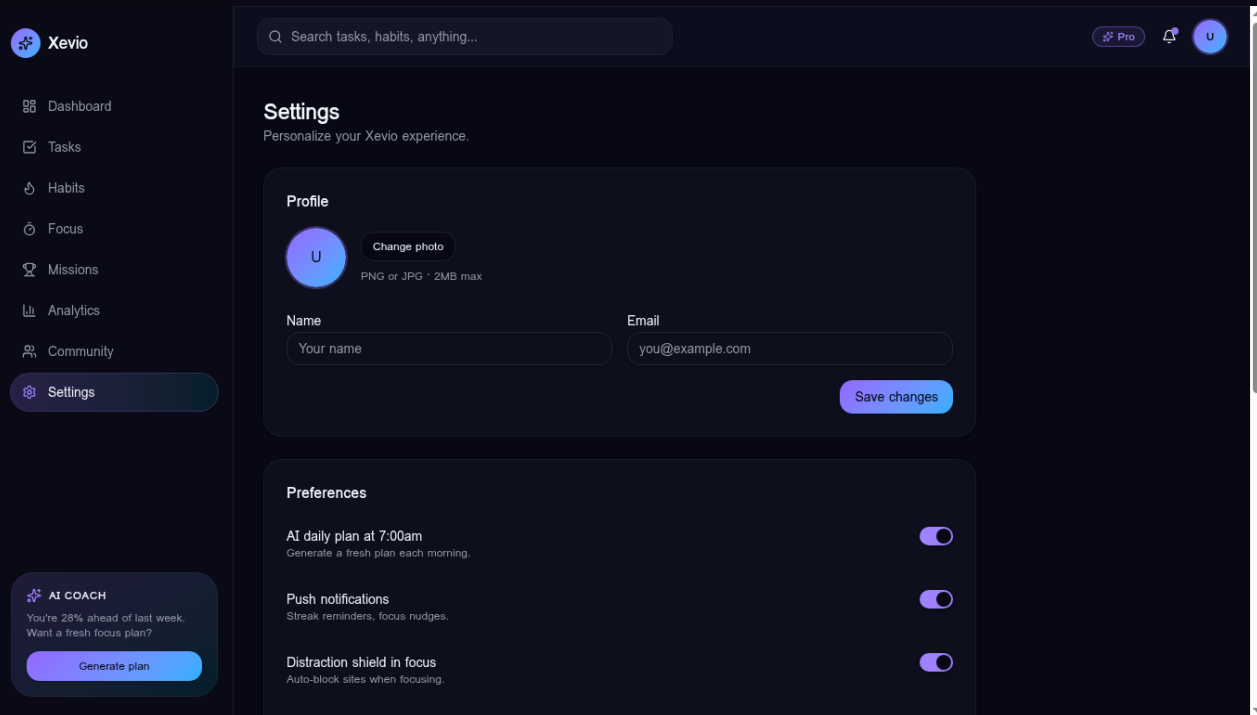 Xevio
Search tasks, habits, anything...
Pro
U
Dashboard
Tasks
Habits
Focus
Missions
Analytics
Community
Settings
AI COACH
You're 28% ahead of last week.
Want a fresh focus plan?
Generate plan
Settings
Personalize your Xevio experience.
Profile
U
Change photo
PNG or JPG · 2MB max
Name
Your name
Email
you@example.com
Save changes
Preferences
AI daily plan at 7:00am
Generate a fresh plan each morning.
Push notifications
Streak reminders, focus nudges.
Distraction shield in focus
Auto-block sites when focusing.